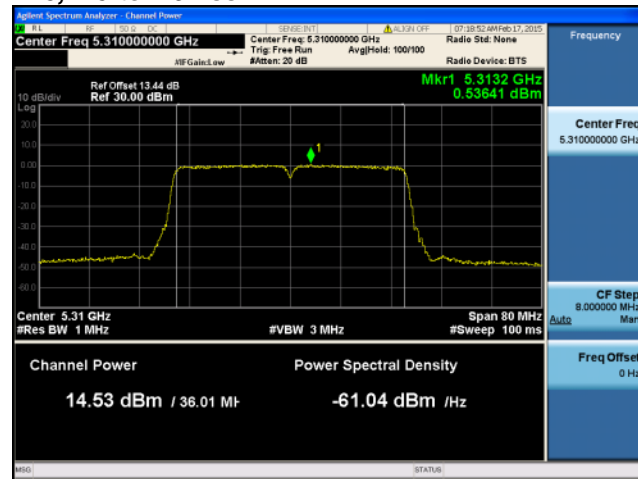 Agilent Spectrum Analyzer - Channel Power
RL RF 50 Ω DC SENSE:INT ALIGN OFF 07:18:52 AM Feb 17, 2015
Center Freq 5.310000000 GHz
Center Freq: 5.310000000 GHz
Radio Std: None
Trig: Free Run Avg|Hold: 100/100
#IFGain:Low #Atten: 20 dB Radio Device: BTS
Frequency
Ref Offset 13.44 dB
10 dB/div Ref 30.00 dBm
Mkr1 5.3132 GHz
0.53641 dBm
Log
20.0
10.0
0.00
-10.0
-20.0
-30.0
-40.0
-50.0
-60.0
1
Center 5.31 GHz Span 80 MHz
#Res BW 1 MHz #VBW 3 MHz #Sweep 100 ms
Channel Power Power Spectral Density
14.53 dBm / 36.01 MH -61.04 dBm /Hz
Center Freq
5.310000000 GHz
CF Step
8.000000 MHz
Auto Man
Freq Offset
0 Hz
MSG STATUS